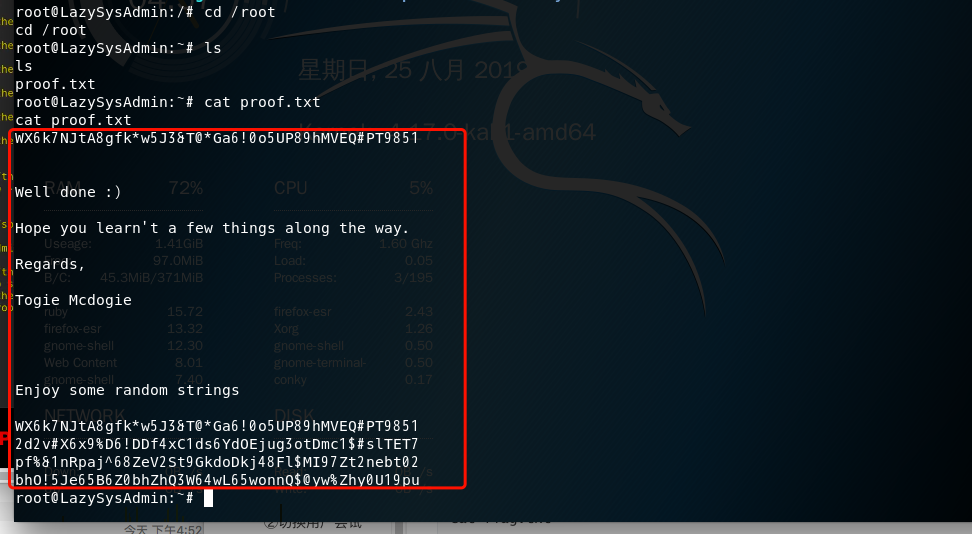 root@LazySysAdmin:/# cd /root
cd /root
root@LazySysAdmin:~# ls
ls
proof.txt
root@LazySysAdmin:~# cat proof.txt
cat proof.txt
WX6k7NJtA8gfk*w5J3&T@*Ga6!0o5UP89hMVEQ#PT9851
Well done :)
Hope you learn't a few things along the way.
Regards,
Togie Mcdogie
Enjoy some random strings
WX6k7NJtA8gfk*w5J3&T@*Ga6!0o5UP89hMVEQ#PT9851
2d2v#X6x9%D6!DDf4xC1ds6YdOEjug3otDmc1$#slTET7
pf%&1nRpaj^68ZeV2St9GkdoDkj48Fl$MI97Zt2nebt02
bhO!5Je65B6Z0bhZhQ3W64wL65wonnQ$@yw%Zhy0U19pu
root@LazySysAdmin:~#
星期日, 25 八月 2019
RAM 72% CPU 5%
Useage: 1.41GiB Freq: 1.60 Ghz
97.0MiB Load: 0.05
B/C: 45.3MiB/371MiB Processes: 3/195
ruby 15.72 firefox-esr 2.43
firefox-esr 13.32 Xorg 1.26
gnome-shell 12.30 gnome-shell 0.50
Web Content 8.01 gnome-terminal- 0.50
gnome-shell 7.40 conky 0.17
NETWORK DISK
今天 下午4:52
②切换用户尝试